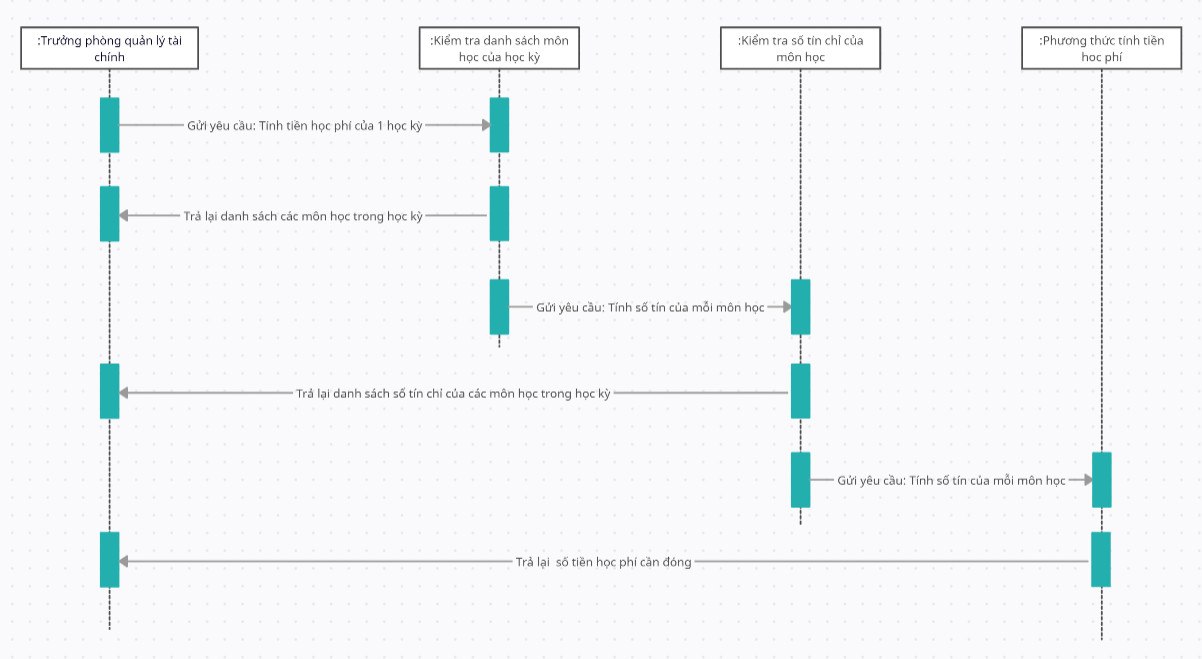 :Trưởng phòng quản lý tài
chính
:Kiểm tra danh sách môn
học của học kỳ
:Kiểm tra số tín chỉ của
môn học
:Phương thức tính tiền
hoc phí
Gửi yêu cầu: Tính tiền học phí của 1 học kỳ
Trả lại danh sách các môn học trong học kỳ
Gửi yêu cầu: Tính số tín của mỗi môn học
Trả lại danh sách số tín chỉ của các môn học trong học kỳ
Gửi yêu cầu: Tính số tín của mỗi môn học
Trả lại  số tiền học phí cần đóng